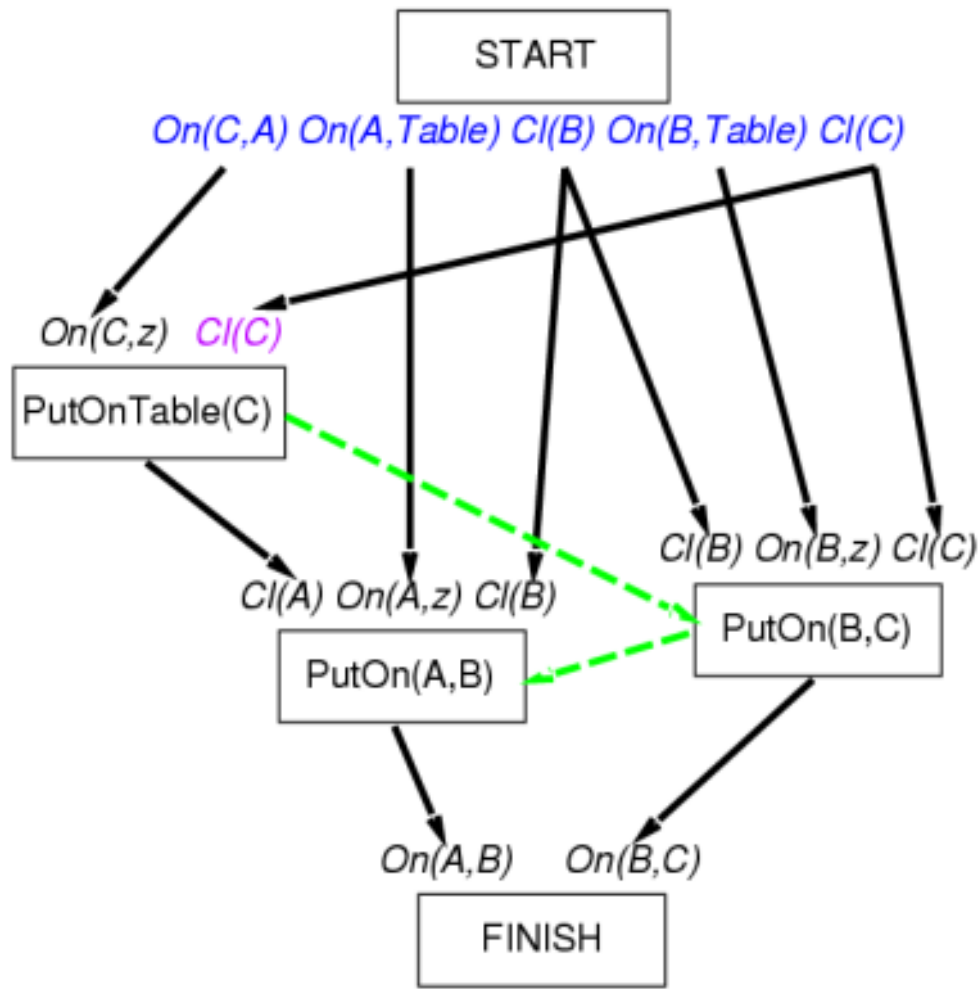 START
On(C,A) On(A,Table) Cl(B) On(B,Table) Cl(C)
On(C,z) Cl(C)
PutOnTable(C)
Cl(B) On(B,z) Cl(C)
Cl(A) On(A,z) Cl(B)
PutOn(B,C)
PutOn(A,B)
On(A,B) On(B,C)
FINISH